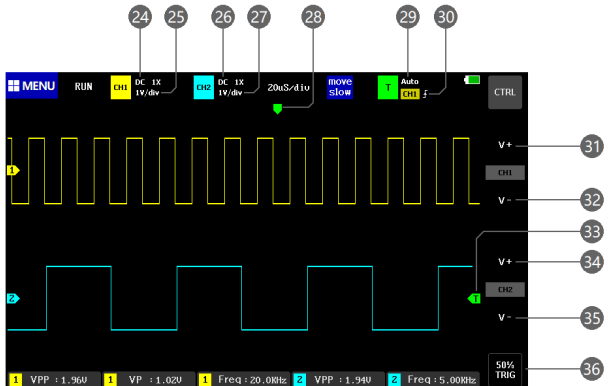 24 25 26 27 28 29 30
MENU RUN CH1 DC 1X 1V/div CH2 DC 1X 1V/div 20uS/div move slow T Auto CH1 CTRL
V+ 31
1 CH1
V- 32
33
V+ 34
2 T CH2
V- 35
50% TRIG 36
1 VPP :1.96V 1 VP :1.02V 1 Freq:20.0KHz 2 VPP :1.94V 2 Freq:5.00KHz